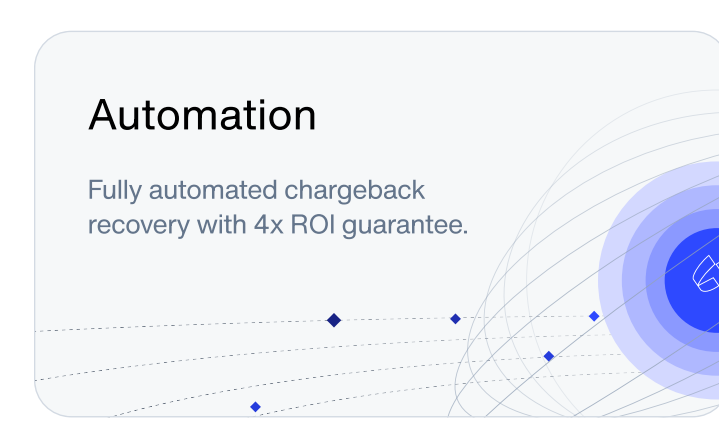 Automation
Fully automated chargeback
recovery with 4x ROI guarantee.